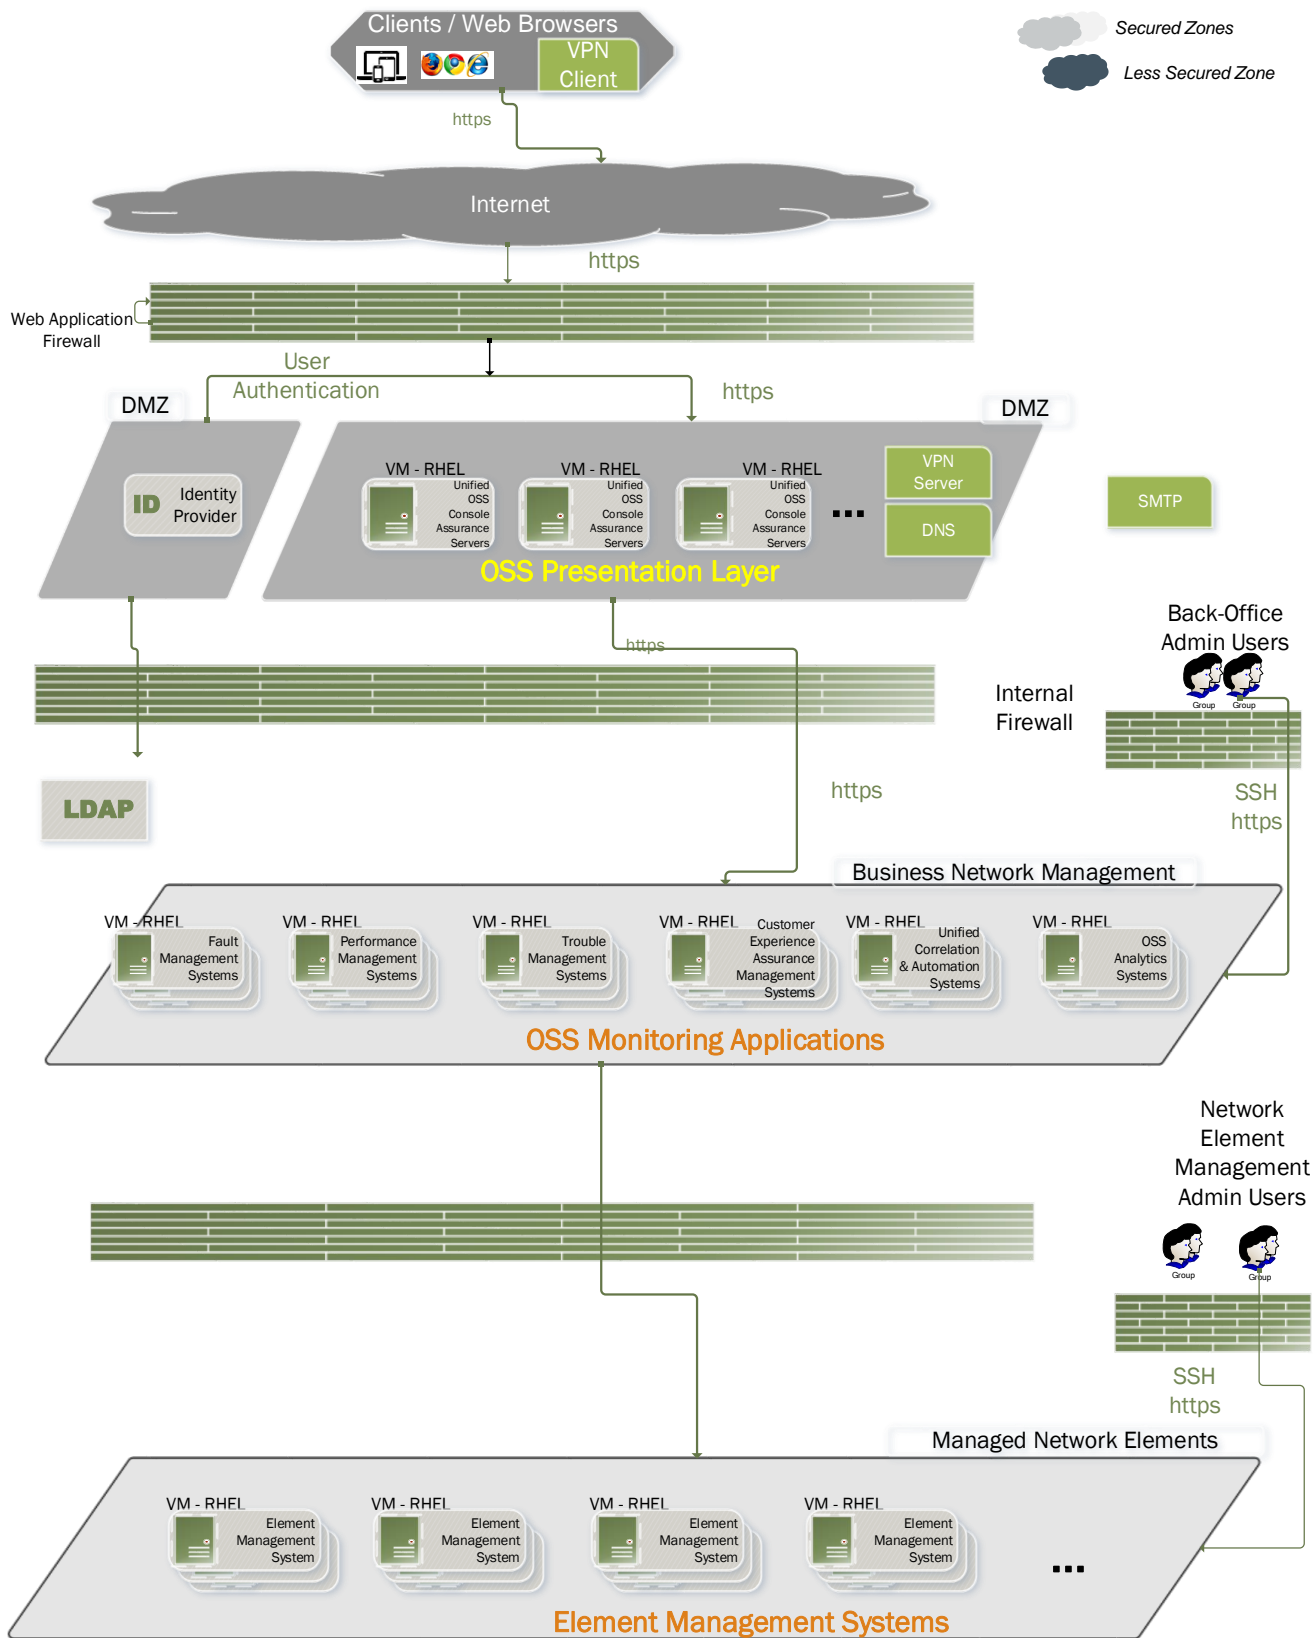 Clients / Web Browsers
VPN
Client
Secured Zones
Less Secured Zone
https
Internet
https
Web Application
Firewall
User
Authentication
https
DMZ
DMZ
ID
Identity
Provider
VM - RHEL
Unified
OSS
Console
Assurance
Servers
VM - RHEL
Unified
OSS
Console
Assurance
Servers
VM - RHEL
Unified
OSS
Console
Assurance
Servers
...
VPN
Server
DNS
SMTP
OSS Presentation Layer
https
Back-Office
Admin Users
Group
Group
Internal
Firewall
LDAP
https
SSH
https
Business Network Management
VM - RHEL
Fault
Management
Systems
VM - RHEL
Performance
Management
Systems
VM - RHEL
Trouble
Management
Systems
VM - RHEL
Customer
Experience
Assurance
Management
Systems
VM - RHEL
Unified
Correlation
& Automation
Systems
VM - RHEL
OSS
Analytics
Systems
OSS Monitoring Applications
Network
Element
Management
Admin Users
Group
Group
SSH
https
Managed Network Elements
VM - RHEL
Element
Management
System
VM - RHEL
Element
Management
System
VM - RHEL
Element
Management
System
VM - RHEL
Element
Management
System
...
Element Management Systems